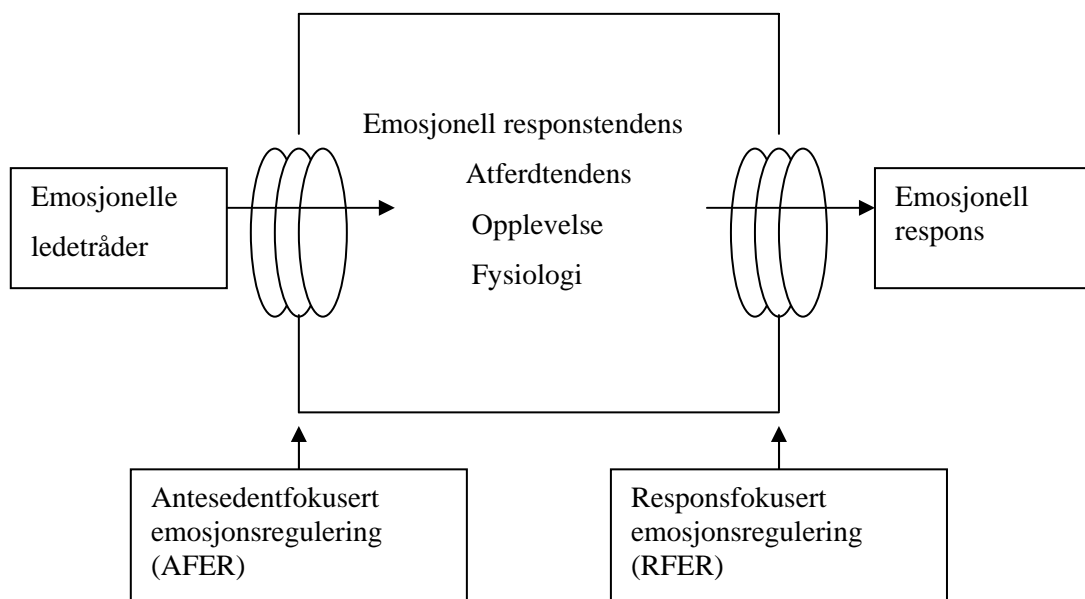 Emosjonell responstendens
Atferdtendens
Opplevelse
Fysiologi
Emosjonelle
ledetråder
Emosjonell
respons
Antesedentfokusert
emosjonsregulering
(AFER)
Responsfokusert
emosjonsregulering
(RFER)